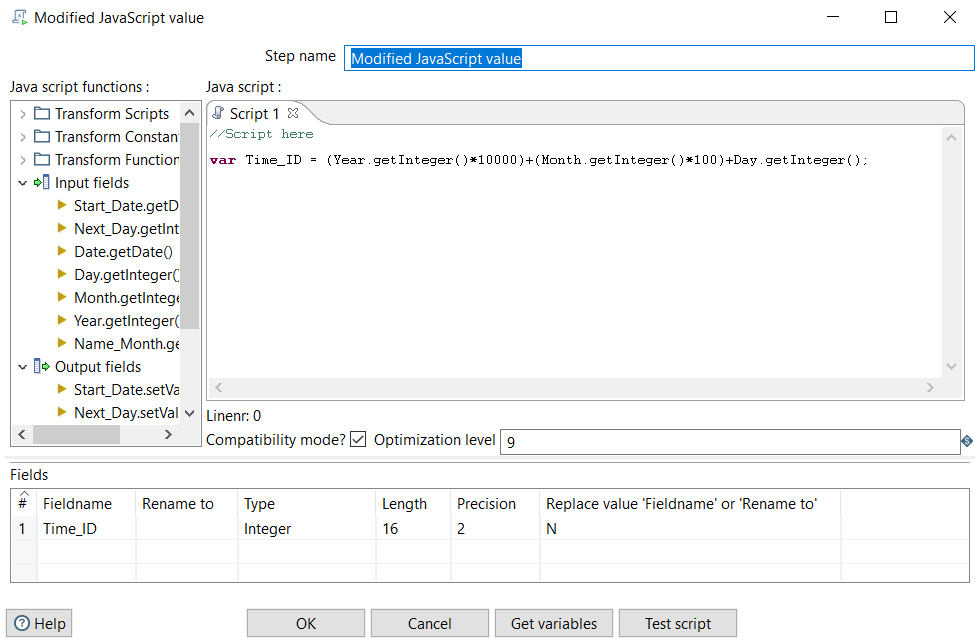 Modified JavaScript value
Step name Modified JavaScript value
Java script functions :
Java script :
Transform Scripts
Transform Constan
Transform Function
Input fields
Start_Date.getD
Next_Day.getInt
Date.getDate()
Day.getInteger()
Month.getIntege
Year.getInteger(
Name_Month.ge
Output fields
Start_Date.setVa
Next_Day.setVal
Script 1
//Script here
var Time_ID = (Year.getInteger()*10000)+(Month.getInteger()*100)+Day.getInteger();
Linenr: 0
Compatibility mode? Optimization level 9
Fields
# Fieldname Rename to Type Length Precision Replace value 'Fieldname' or 'Rename to'
1 Time_ID Integer 16 2 N
Help OK Cancel Get variables Test script